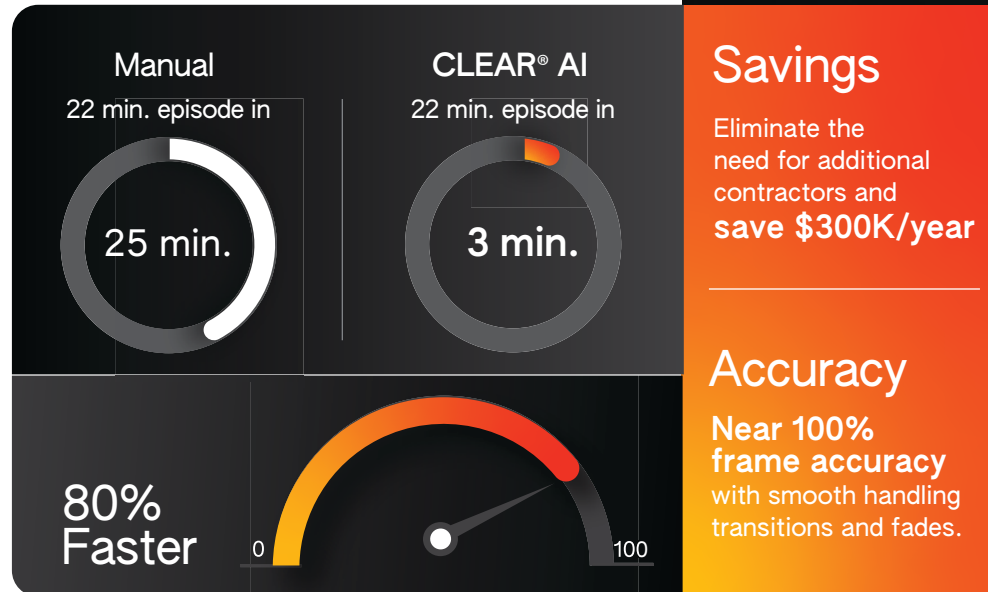 Manual
22 min. episode in
25 min.
CLEAR® AI
22 min. episode in
3 min.
80%
Faster
0
100
Savings
Eliminate the
need for additional
contractors and
save $300K/year
Accuracy
Near 100%
frame accuracy
with smooth handling
transitions and fades.